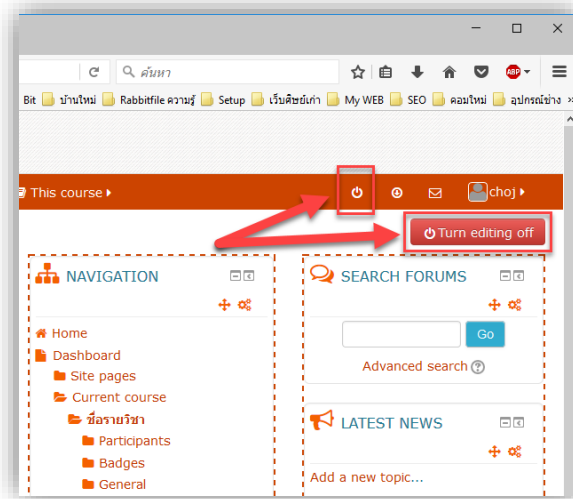 ค้นหา
ABP
Bit บ้านใหม่ Rabbitfile ความรู้ Setup เว็บศิษย์เก่า My WEB SEO คอมใหม่ อุปกรณ์ช่าง »
This course
choj
Turn editing off
NAVIGATION
Home
Dashboard
Site pages
Current course
ชื่อรายวิชา
Participants
Badges
General
SEARCH FORUMS
Go
Advanced search
LATEST NEWS
Add a new topic...